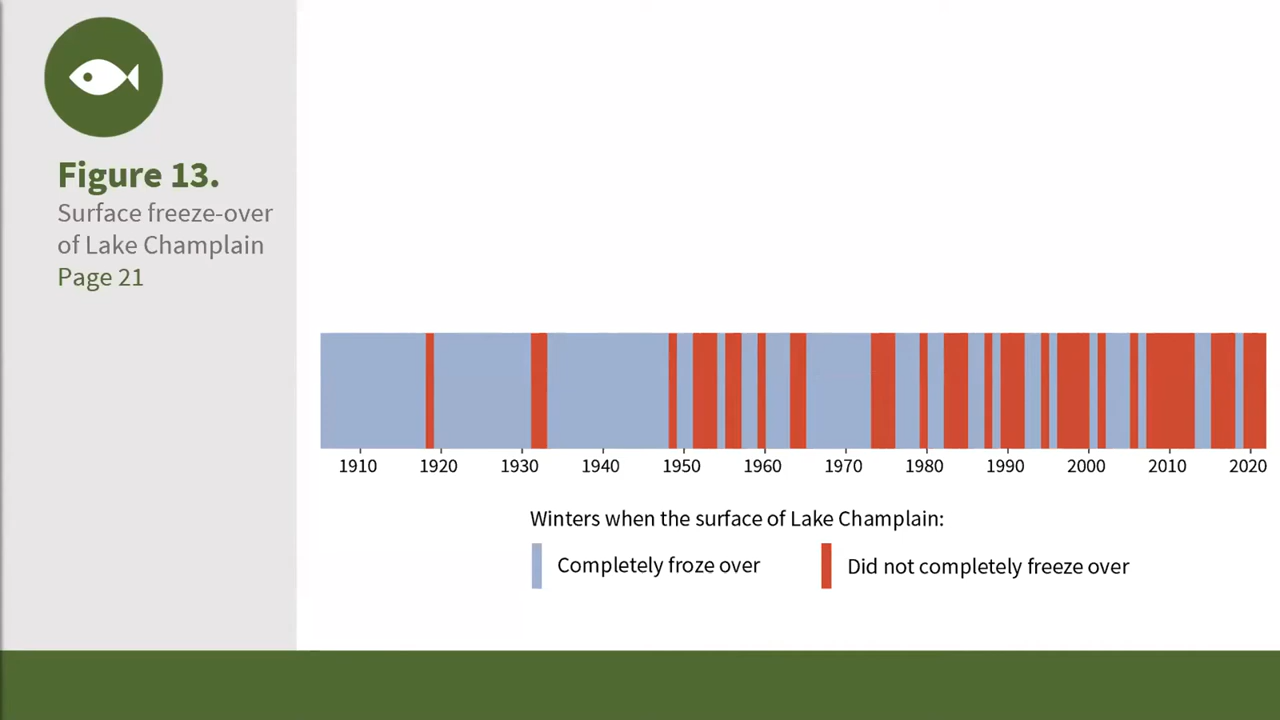 Figure 13.
Surface freeze-over
of Lake Champlain
Page 21
1910 1920 1930 1940 1950 1960 1970 1980 1990 2000 2010 2020
Winters when the surface of Lake Champlain:
Completely froze over Did not completely freeze over